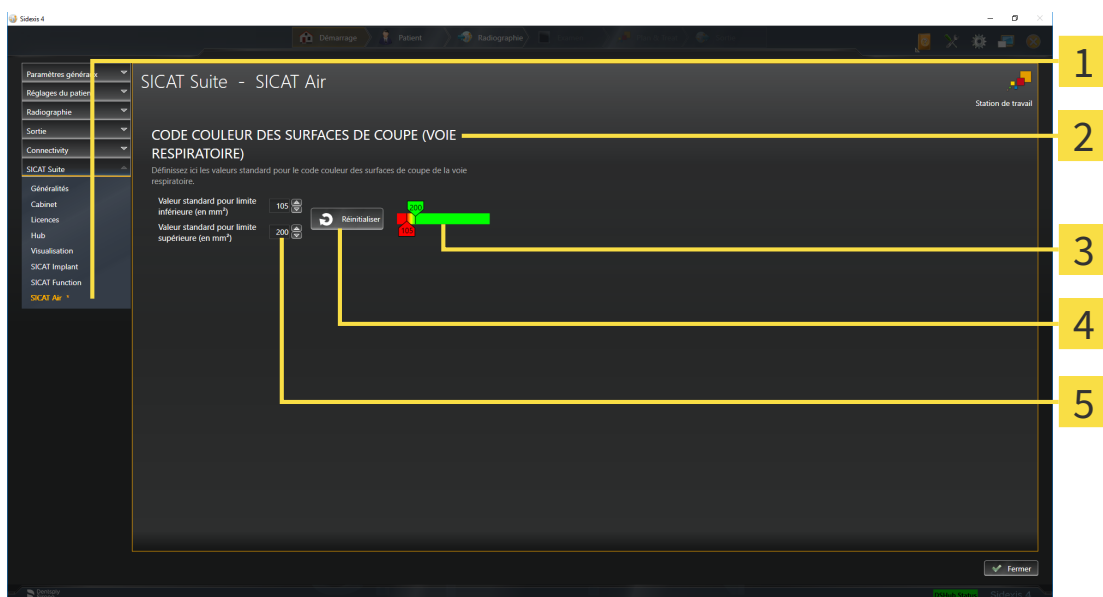 Sidexis 4
Démarrage
Patient
Radiographie
Paramètres généraux
Réglages du patient
Radiographie
Sortie
Connectivity
SICAT Suite
Généralités
Cabinet
Licences
Hub
Visualisation
SICAT Implant
SICAT Function
SICAT Air
SICAT Suite - SICAT Air
Station de travail
CODE COULEUR DES SURFACES DE COUPE (VOIE
RESPIRATOIRE)
Définissez ici les valeurs standard pour le code couleur des surfaces de coupe de la voie
respiratoire.
Valeur standard pour limite
inférieure (en mm²)
105
Valeur standard pour limite
supérieure (en mm²)
200
Réinitialiser
200
105
Fermer
Dentsply
Sirona
DSHub Status
Sidexis 4
1
2
3
4
5